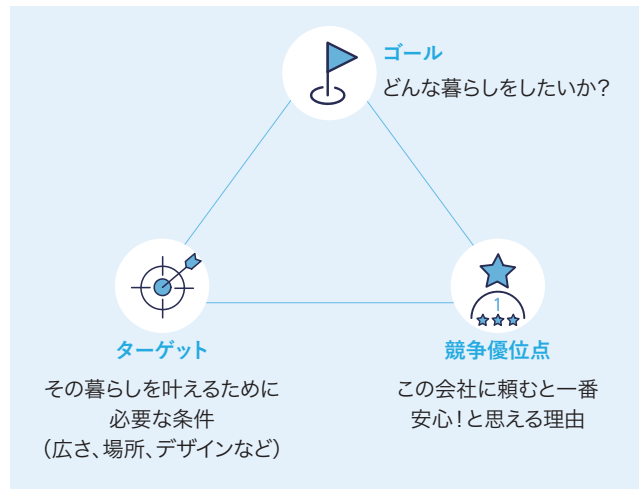 ゴール
どんな暮らしをしたいか?
ターゲット
その暮らしを叶えるために
必要な条件
(広さ、場所、デザインなど)
1
競争優位点
この会社に頼むと一番
安心!と思える理由